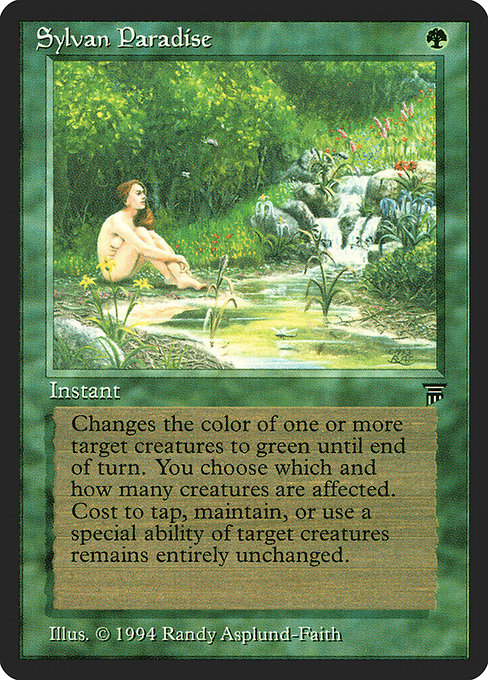 Sylvan Paradise
Instant
Changes the color of one or more
target creatures to green until end
of turn. You choose which and
how many creatures are affected.
Cost to tap, maintain, or use a
special ability of target creatures
remains entirely unchanged.
Illus. © 1994 Randy Asplund-Faith